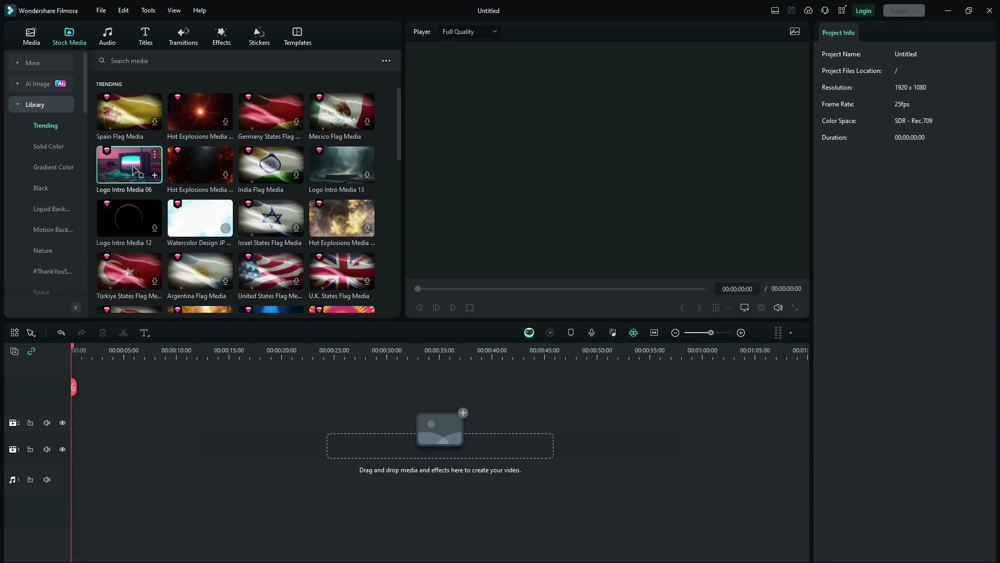 Wondershare Filmora
File
Edit
Tools
View
Help
Untitled
Login
Export
Media
Stock Media
Audio
Titles
Transitions
Effects
Stickers
Templates
Player
Full Quality
Project Info
Mine
Search media
AI Image
Library
TRENDING
Trending
Solid Color
Gradient Color
Black
Liquid Back...
Motion Back...
Nature
#ThankYouS...
Space
Spain Flag Media
Hot Explosions Media ...
Germany States Flag ...
Mexico Flag Media
Logo Intro Media 06
Hot Explosions Media ...
India Flag Media
Logo Intro Media 13
Logo Intro Media 12
Watercolor Design JP ...
Israel States Flag Media
Hot Explosions Media ...
Türkiye States Flag Me...
Argentina Flag Media
United States Flag Me...
U.K. States Flag Media
Project Name: Untitled
Project Files Location: /
Resolution: 1920 x 1080
Frame Rate: 25fps
Color Space: SDR - Rec.709
Duration: 00:00:00:00
00:00:00:00 / 00:00:00:00
:00:00 00:00:05:00 00:00:10:00 00:00:15:00 00:00:20:00 00:00:25:00 00:00:30:00 00:00:35:00 00:00:40:00 00:00:45:00 00:00:50:00 00:00:55:00 00:01:00:00 00:01:05:00 00:01:
2
1
1
Drag and drop media and effects here to create your video.